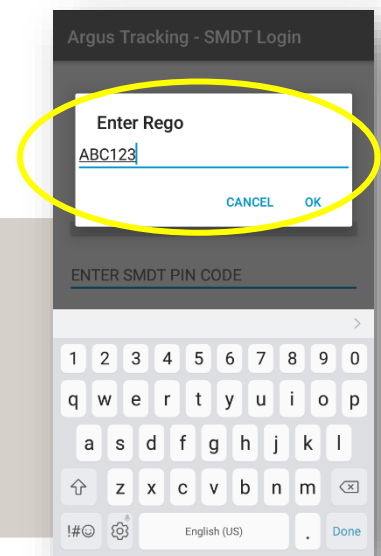 Argus Tracking - SMDT Login
Enter Rego
ABC123
CANCEL OK
ENTER SMDT PIN CODE
1 2 3 4 5 6 7 8 9 0
q w e r t y u i o p
a s d f g h j k l
z x c v b n m
!#☺ English (US) . Done